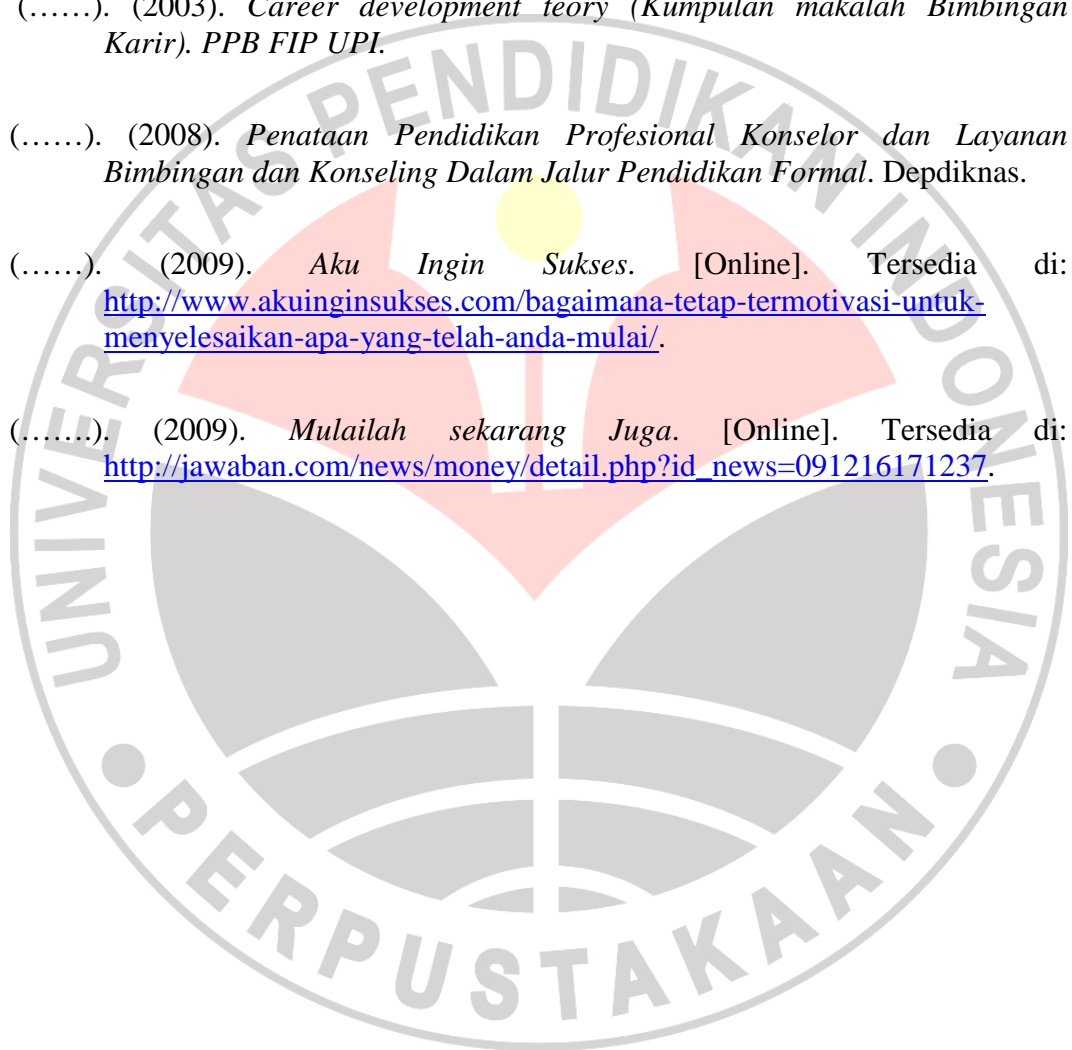 (……). (2003). Career development teory (Kumpulan makalah Bimbingan
Karir). PPB FIP UPI.
(……). (2008). Penataan Pendidikan Profesional Konselor dan Layanan
Bimbingan dan Konseling Dalam Jalur Pendidikan Formal. Depdiknas.
(……). (2009). Aku Ingin Sukses. [Online]. Tersedia di:
http://www.akuinginsukses.com/bagaimana-tetap-termotivasi-untuk-
menyelesaikan-apa-yang-telah-anda-mulai/.
(…….). (2009). Mulailah sekarang Juga. [Online]. Tersedia di:
http://jawaban.com/news/money/detail.php?id_news=091216171237.
UNIVERSITAS PENDIDIKAN INDONESIA
PERPUSTAKAAN